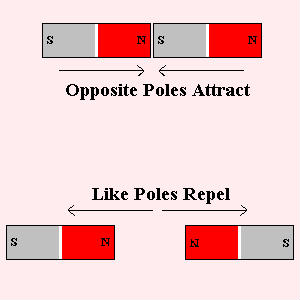 S N S N
Opposite Poles Attract
Like Poles Repel
S N N S